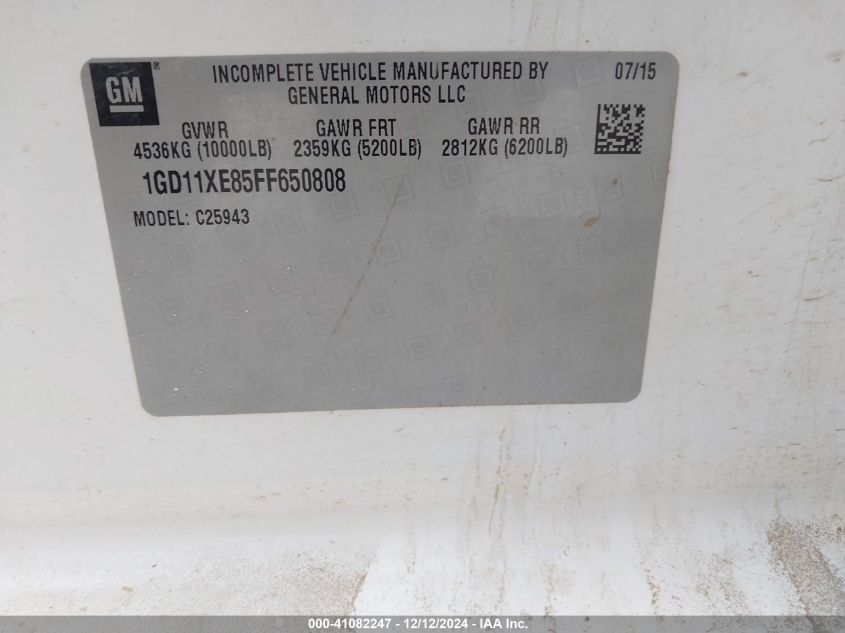 GM
®
INCOMPLETE VEHICLE MANUFACTURED BY
GENERAL MOTORS LLC
07/15
GVWR
4536KG (10000LB)
GAWR FRT
2359KG (5200LB)
GAWR RR
2812KG (6200LB)
1GD11XE85FF650808
MODEL: C25943
000-41082247 - 12/12/2024 - IAA Inc.